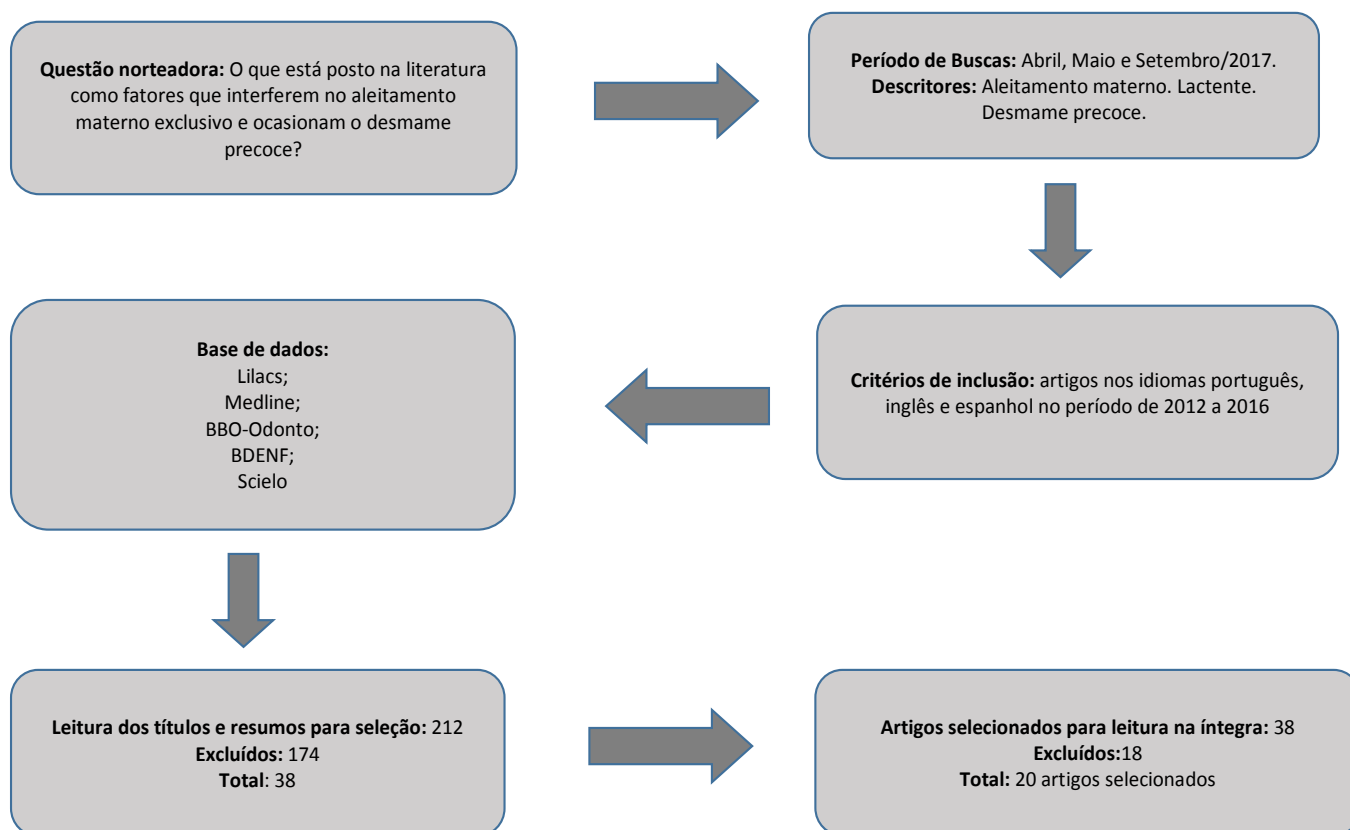 Questão norteadora: O que está posto na literatura
como fatores que interferem no aleitamento
materno exclusivo e ocasionam o desmame
precoce?
Período de Buscas: Abril, Maio e Setembro/2017.
Descritores: Aleitamento materno. Lactente.
Desmame precoce.
Critérios de inclusão: artigos nos idiomas português,
inglês e espanhol no período de 2012 a 2016
Base de dados:
Lilacs;
Medline;
BBO-Odonto;
BDENF;
Scielo
Leitura dos títulos e resumos para seleção: 212
Excluídos: 174
Total: 38
Artigos selecionados para leitura na íntegra: 38
Excluídos:18
Total: 20 artigos selecionados